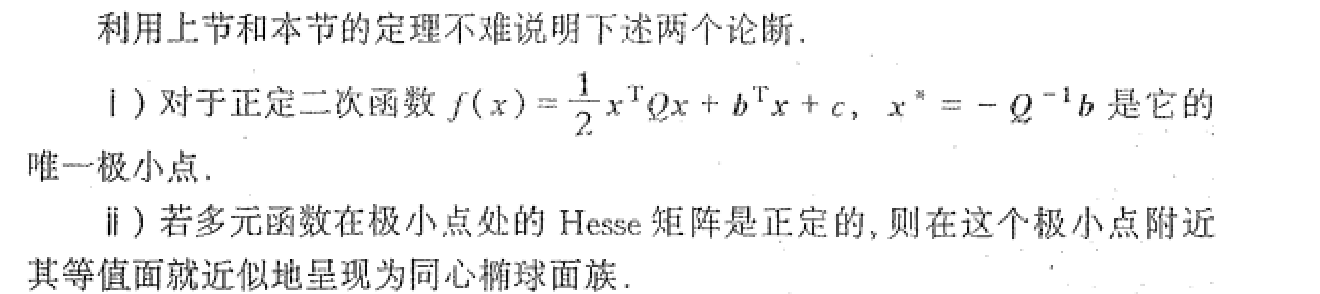 利用上节和本节的定理不难说明下述两个论断.
ⅰ)对于正定二次函数 f(x) = 1/2 xᵀQx + bᵀx + c, x* = - Q⁻¹b 是它的
唯一极小点.
ⅱ)若多元函数在极小点处的 Hesse 矩阵是正定的,则在这个极小点附近
其等值面就近似地呈现为同心椭球面族.